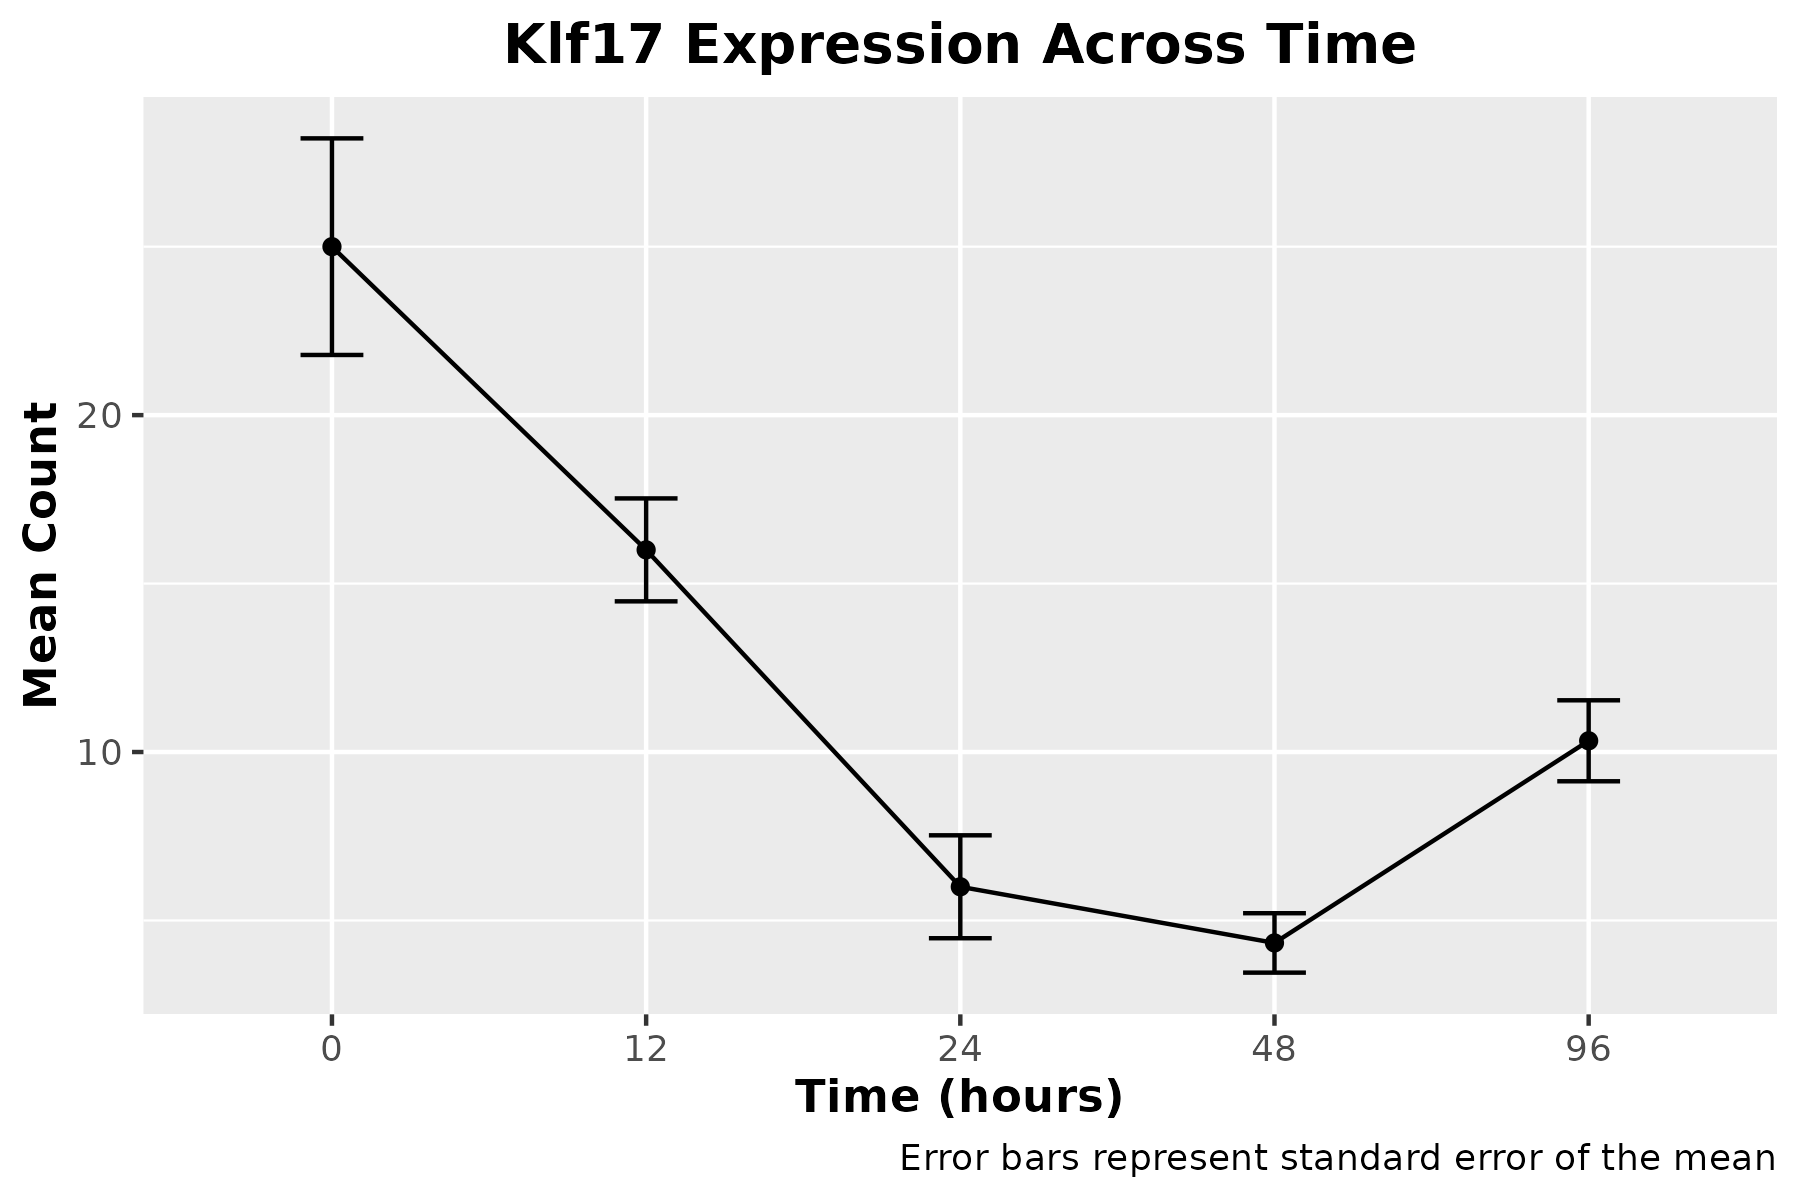 Klf17 Expression Across Time
Mean Count
20
10
0 12 24 48 96
Time (hours)
Error bars represent standard error of the mean